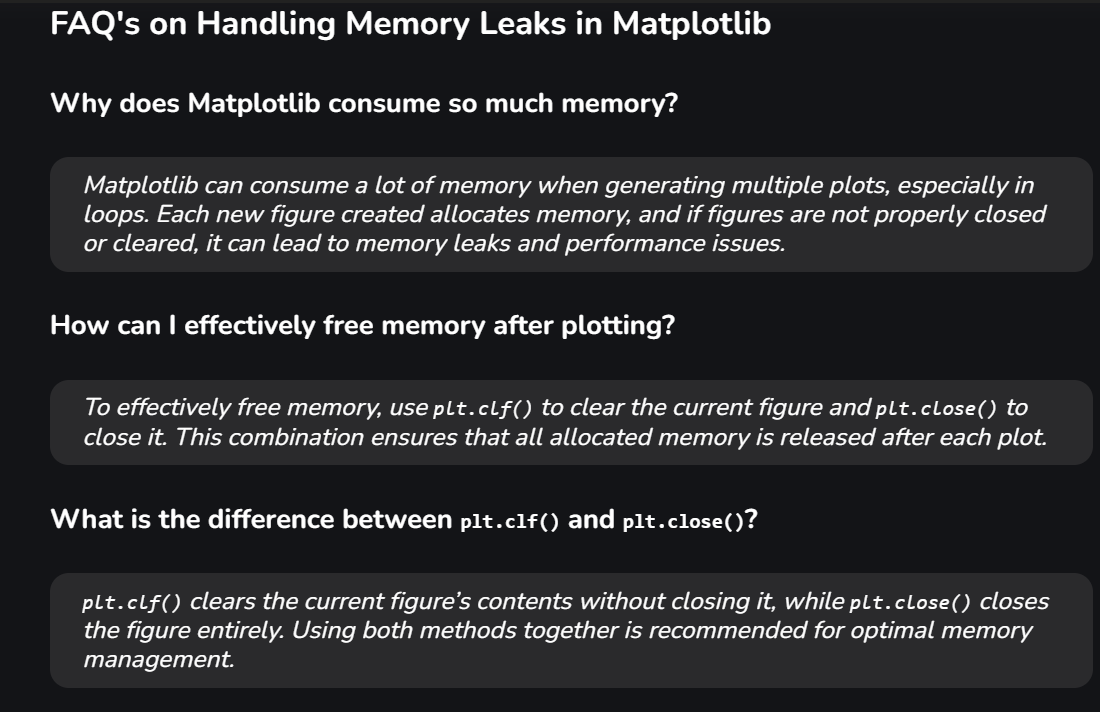 FAQ's on Handling Memory Leaks in Matplotlib
Why does Matplotlib consume so much memory?
Matplotlib can consume a lot of memory when generating multiple plots, especially in
loops. Each new figure created allocates memory, and if figures are not properly closed
or cleared, it can lead to memory leaks and performance issues.
How can I effectively free memory after plotting?
To effectively free memory, use plt.clf() to clear the current figure and plt.close() to
close it. This combination ensures that all allocated memory is released after each plot.
What is the difference between plt.clf() and plt.close()?
plt.clf() clears the current figure’s contents without closing it, while plt.close() closes
the figure entirely. Using both methods together is recommended for optimal memory
management.